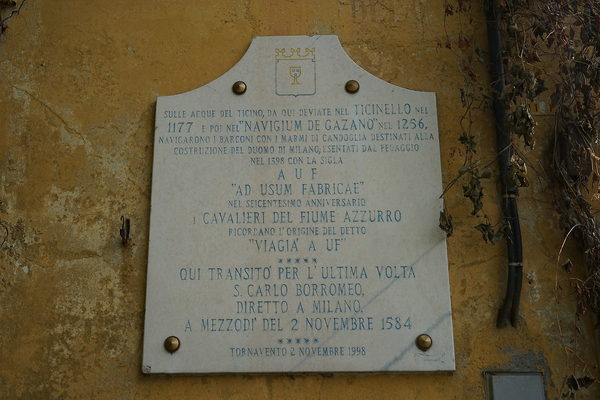 SULLE ACQUE DEL TICINO, DA QUI DEVIATE NEL TICINELLO NEL
1177 E POI NEL "NAVIGIUM DE GAZANO" NEL 1256,
NAVIGARONO I BARCONI CON I MARMI DI CANDOGLIA DESTINATI ALLA
COSTRUZIONE DEL DUOMO DI MILANO, ESENTATI DAL PEDAGGIO
NEL 1598 CON LA SIGLA
A U F
"AD USUM FABRICAE"
NEL SEICENTESIMO ANNIVERSARIO
I CAVALIERI DEL FIUME AZZURRO
RICORDANO L'ORIGINE DEL DETTO
"VIAGIA' A UF"
*****
QUI TRANSITO' PER L'ULTIMA VOLTA
S. CARLO BORROMEO,
DIRETTO A MILANO,
A MEZZODI' DEL 2 NOVEMBRE 1584
*****
TORNAVENTO 2 NOVEMBRE 1998